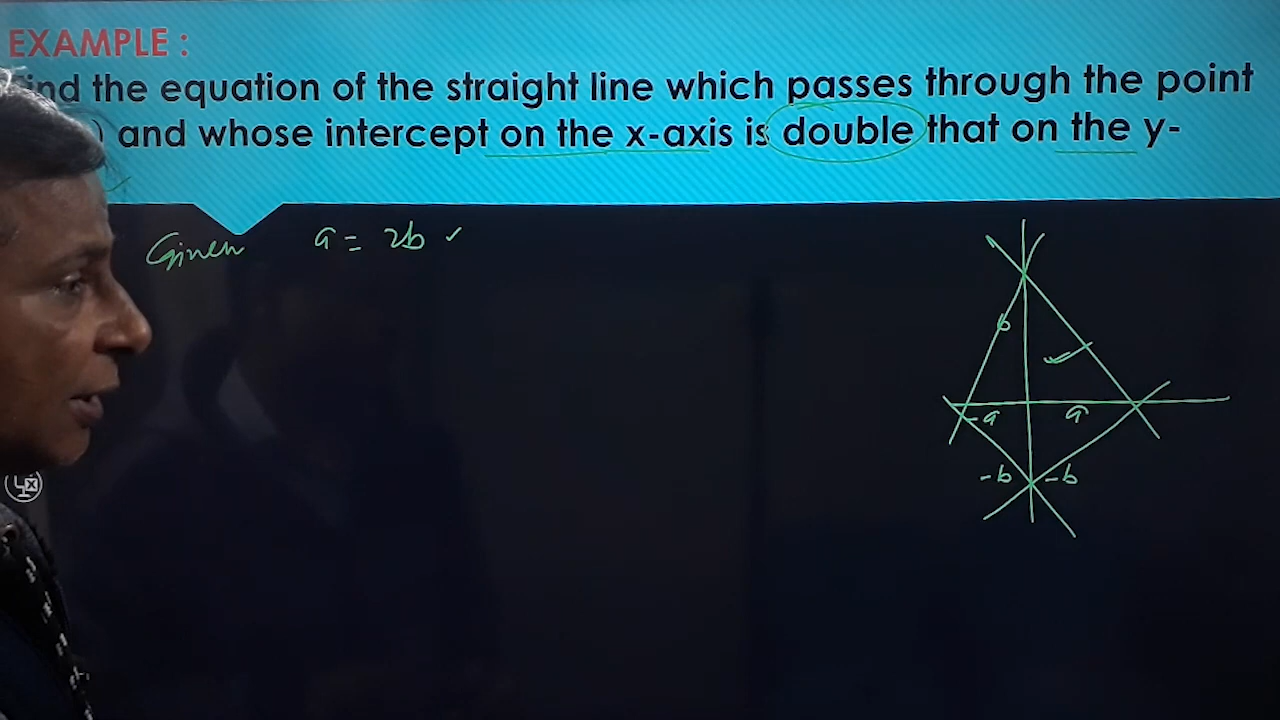 EXAMPLE :
Find the equation of the straight line which passes through the point
) and whose intercept on the x-axis is double that on the y-
Given a = 2b ✓
b
-a a
-b -b